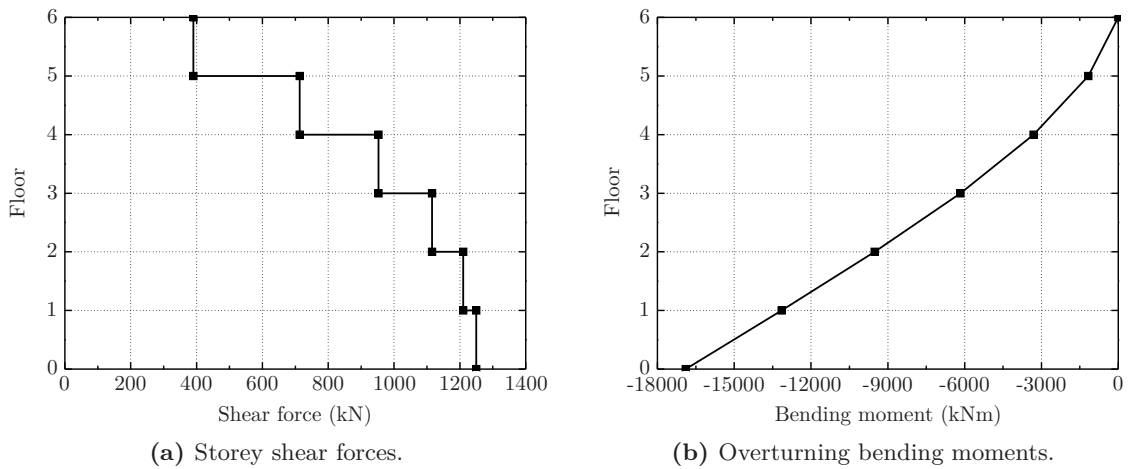 6
5
4
3
2
1
0
Floor
0 200 400 600 800 1000 1200 1400
Shear force (kN)
(a) Storey shear forces.
6
5
4
3
2
1
0
Floor
-18000 -15000 -12000 -9000 -6000 -3000 0
Bending moment (kNm)
(b) Overturning bending moments.